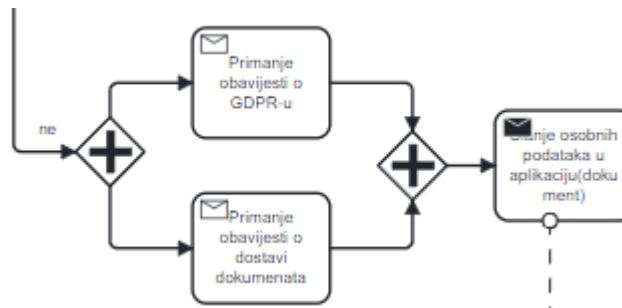 Primanje
obavijesti o
GDPR-u
ne
Primanje
obavijesti o
dostavi
dokumenata
osobnih
podataka u
aplikaciju(doku
ment)